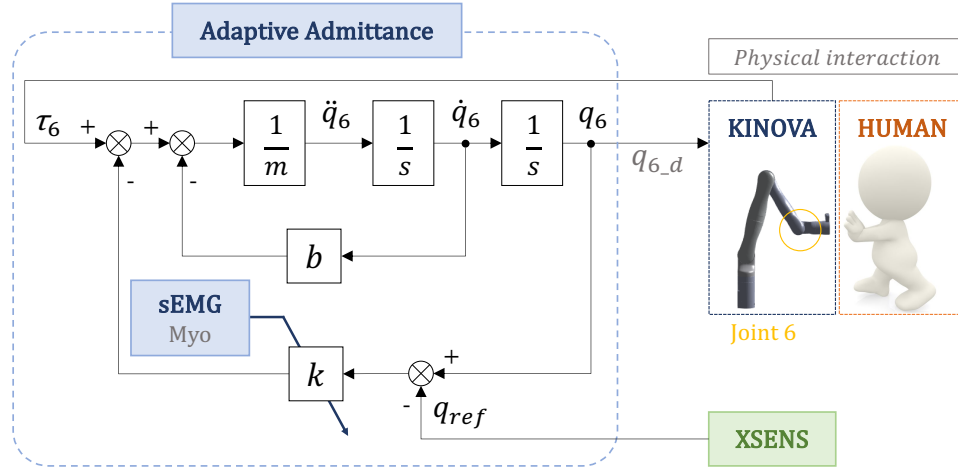 Adaptive Admittance
Physical interaction
τ₆ + + 1/m q̈₆ 1/s q̇₆ 1/s q₆
- -
q₆_d
KINOVA HUMAN
b
sEMG
Myo
Joint 6
k +
- q_ref
XSENS